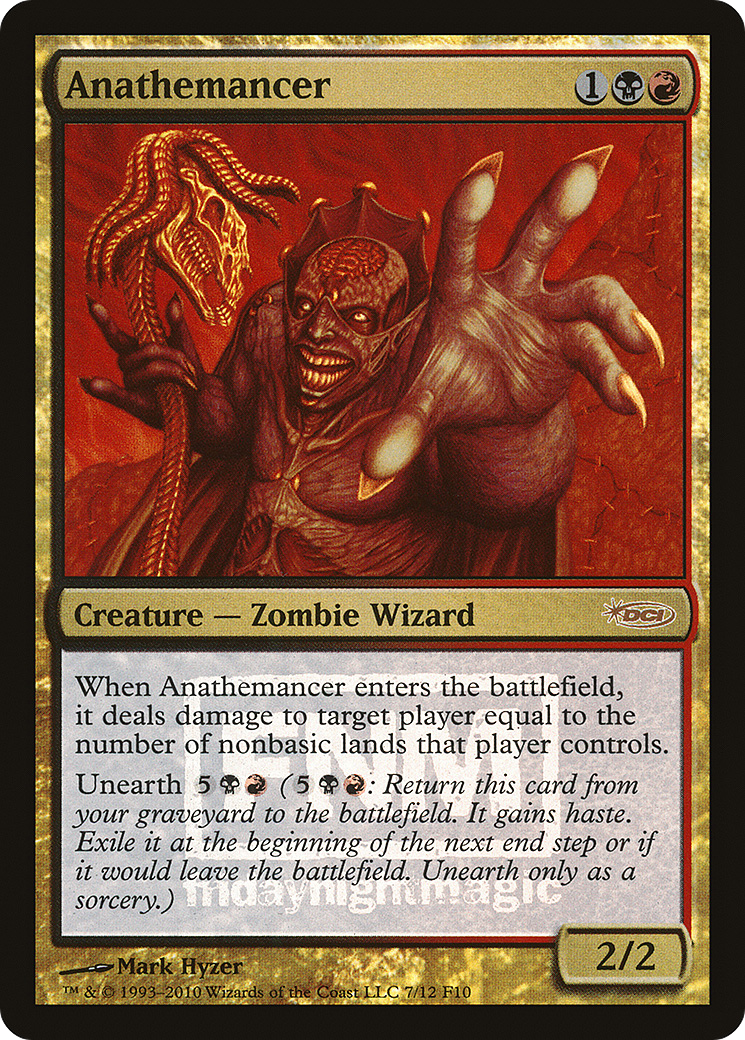 Anathemancer 1
Creature — Zombie Wizard DCI
When Anathemancer enters the battlefield,
it deals damage to target player equal to the
number of nonbasic lands that player controls.
Unearth 5 (5 : Return this card from
your graveyard to the battlefield. It gains haste.
Exile it at the beginning of the next end step or if
it would leave the battlefield. Unearth only as a
sorcery.)
FNM
fridaynightmagic
2/2
Mark Hyzer
™ & © 1993–2010 Wizards of the Coast LLC 7/12 F10